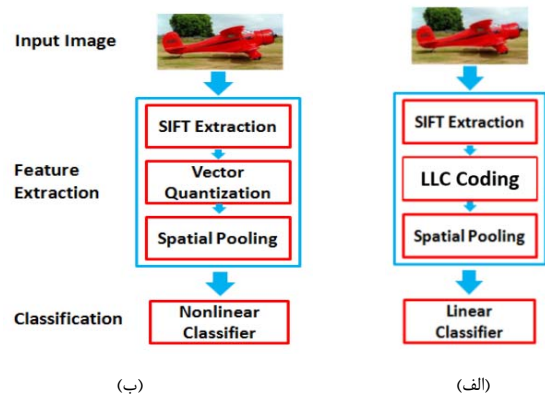 Input Image
SIFT Extraction
SIFT Extraction
Feature
Extraction
Vector
Quantization
LLC Coding
Spatial Pooling
Spatial Pooling
Classification
Nonlinear
Classifier
Linear
Classifier
(ب)
(الف)